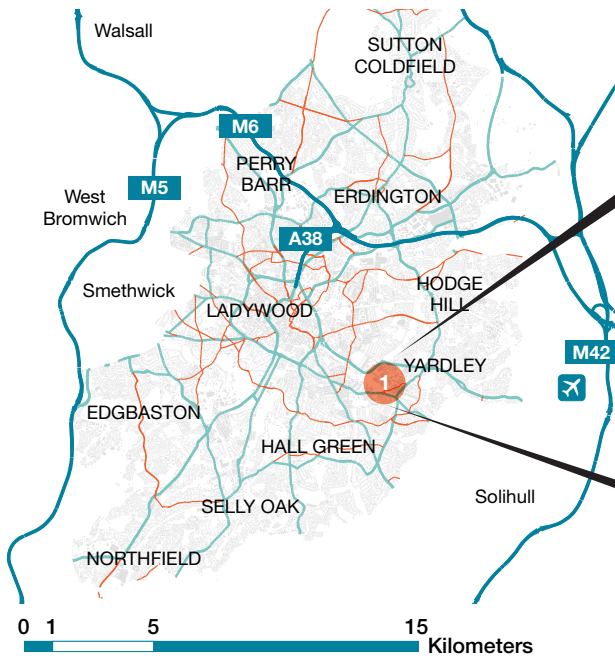 Walsall
SUTTON
COLDFIELD
M6
PERRY
BARR
M5
West
Bromwich
ERDINGTON
A38
HODGE
HILL
Smethwick
LADYWOOD
M42
YARDLEY
1
EDGBASTON
HALL GREEN
Solihull
SELLY OAK
NORTHFIELD
0 1 5 15
Kilometers